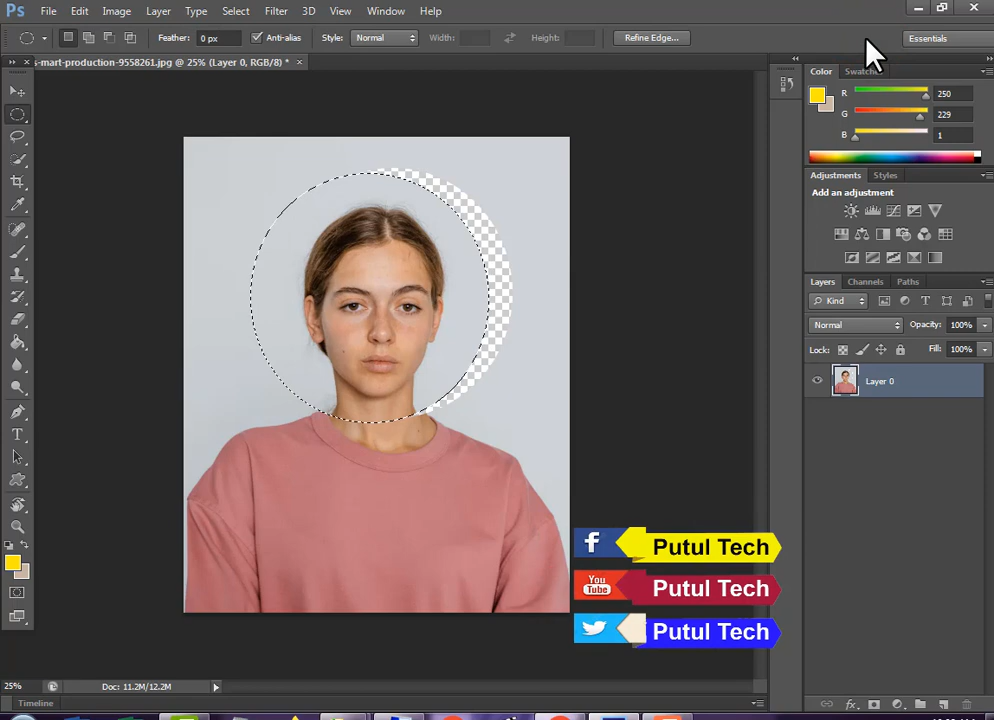 Ps File Edit Image Layer Type Select Filter 3D View Window Help
Feather: 0 px Anti-alias Style: Normal Width: Height: Refine Edge... Essentials
s-mart-production-9558261.jpg @ 25% (Layer 0, RGB/8) *
Color Swatches
R 250
G 229
B 1
Adjustments Styles
Add an adjustment
Layers Channels Paths
Kind
Normal Opacity: 100%
Lock: Fill: 100%
Layer 0
f Putul Tech
You Tube Putul Tech
Putul Tech
25% Doc: 11.2M/12.2M
Timeline